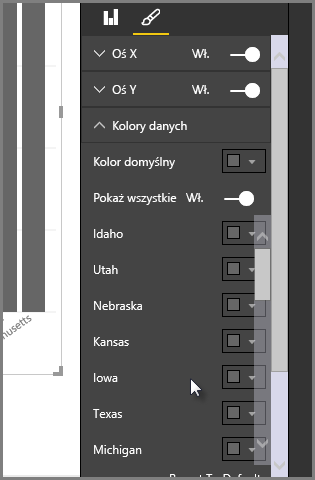 Oś X Wł.
Oś Y Wł.
Kolory danych
Kolor domyślny
Pokaż wszystkie Wł.
Idaho
Utah
Nebraska
husetts
Kansas
Iowa
Texas
Michigan